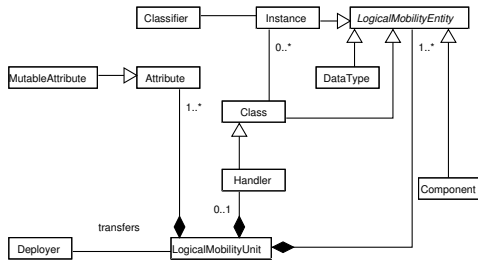 Classifier
Instance
LogicalMobilityEntity
0..*
1..*
MutableAttribute
Attribute
DataType
1..*
Class
Handler
Component
0..1
transfers
Deployer
LogicalMobilityUnit